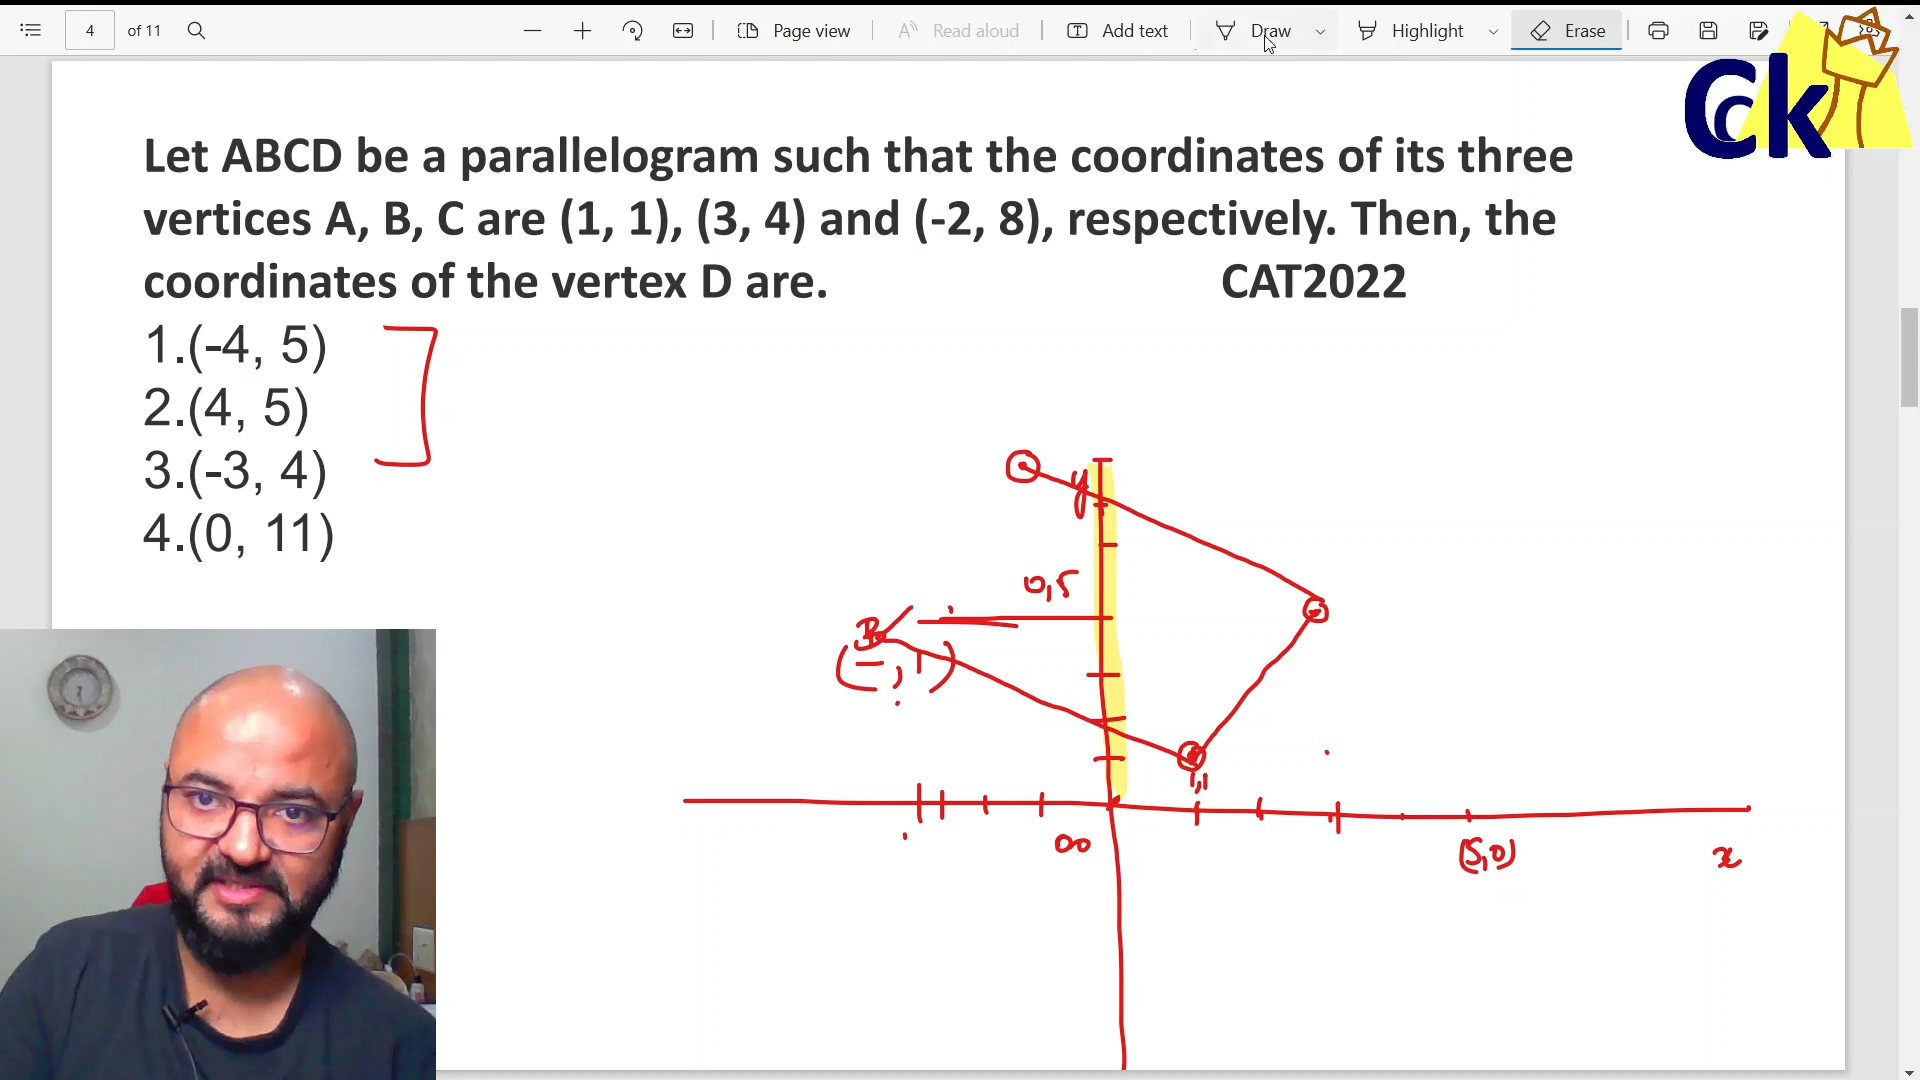 4 of 11 Page view Read aloud Add text Draw Highlight Erase
Cck
Let ABCD be a parallelogram such that the coordinates of its three
vertices A, B, C are (1, 1), (3, 4) and (-2, 8), respectively. Then, the
coordinates of the vertex D are. CAT2022
1.(-4, 5)
2.(4, 5)
3.(-3, 4)
4.(0, 11)
y
0,5
(-, )
1,1
00
(5,0)
x